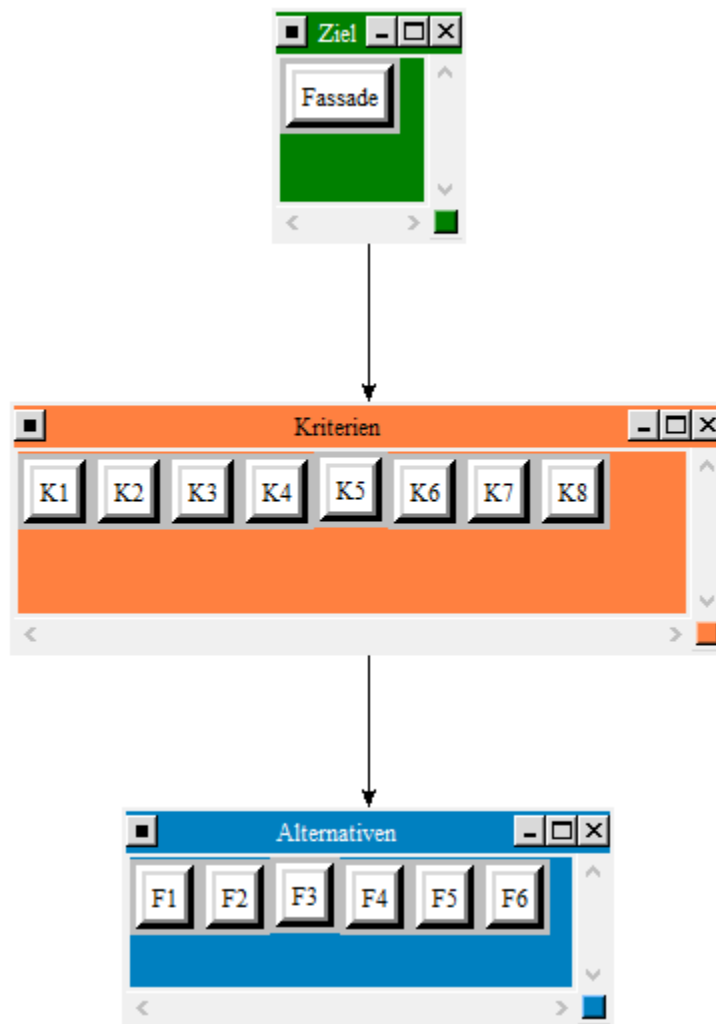 Ziel
Fassade
Kriterien
K1 K2 K3 K4 K5 K6 K7 K8
Alternativen
F1 F2 F3 F4 F5 F6